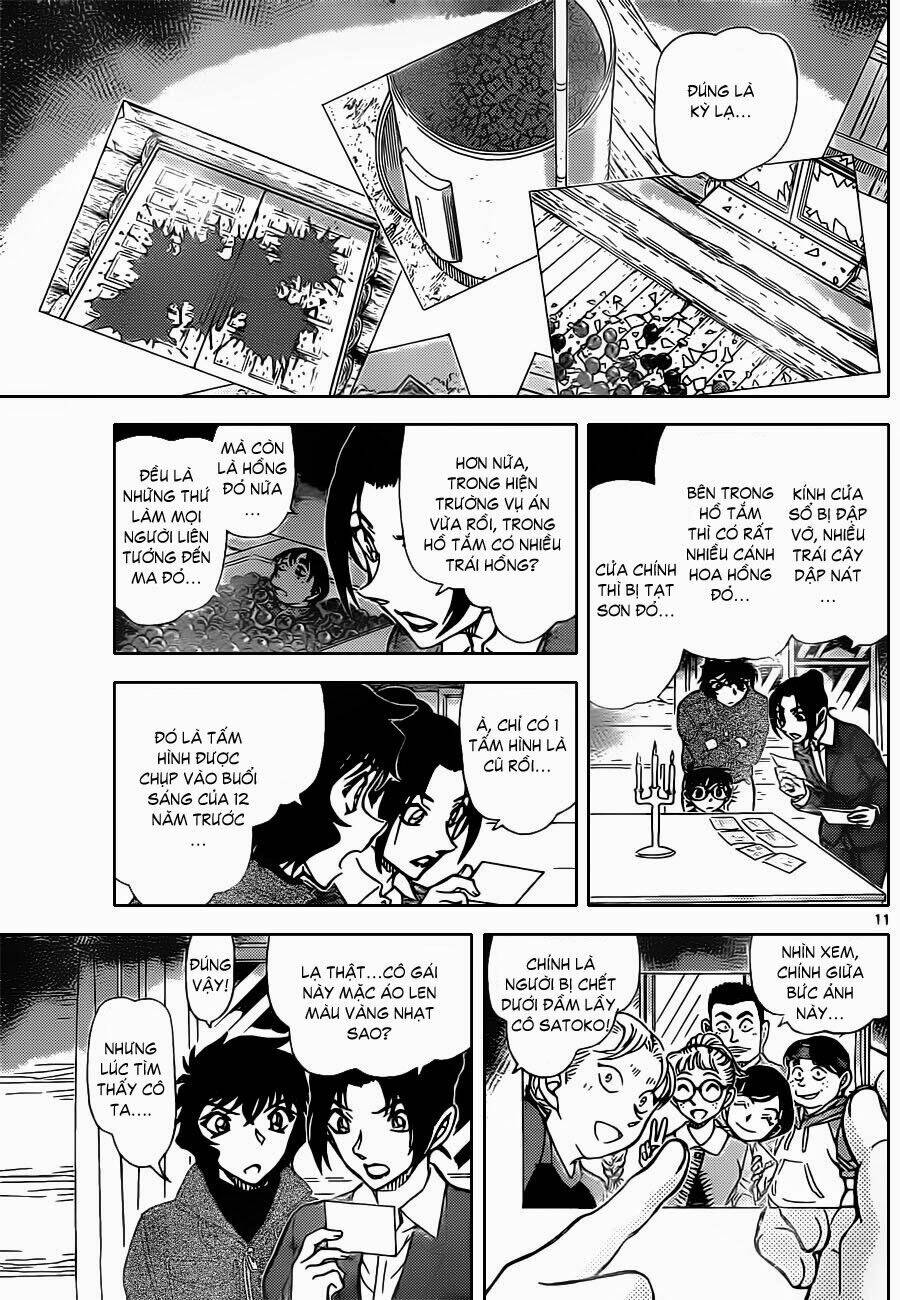 ĐÚNG LÀ
KỲ LẠ...
KÍNH CỬA
SỔ BỊ ĐẬP
VỠ, NHIỀU
TRÁI CÂY
DẬP NÁT
...
BÊN TRONG
HỒ TẮM
THÌ CÓ RẤT
NHIỀU CÁNH
HOA HỒNG
ĐỎ...
CỬA CHÍNH
THÌ BỊ TẠT
SƠN ĐỎ...
HƠN NỮA,
TRONG HIỆN
TRƯỜNG VỤ ÁN
VỪA RỒI, TRONG
HỒ TẮM CÓ NHIỀU
TRÁI HỒNG?
MÀ CÒN
LÀ HỒNG
ĐỎ NỮA
...
ĐỀU LÀ
NHỮNG THỨ
LÀM MỌI
NGƯỜI LIÊN
TƯỚNG ĐẾN
MA ĐỎ...
À, CHỈ CÓ 1
TẤM HÌNH LÀ
CŨ RỒI...
ĐÓ LÀ TẤM
HÌNH ĐƯỢC
CHỤP VÀO BUỔI
SÁNG CỦA 12
NĂM TRƯỚC
...
11
NHÌN XEM,
CHÍNH GIỮA
BỨC ẢNH
NÀY...
CHÍNH LÀ
NGƯỜI BỊ CHẾT
DƯỚI ĐẦM LẦY
CÔ SATOKO!
LẠ THẬT...CÔ GÁI
NÀY MẶC ÁO LEN
MÀU VÀNG NHẠT
SAO?
ĐÚNG
VẬY!
NHƯNG
LÚC TÌM
THẤY CÔ
TA....